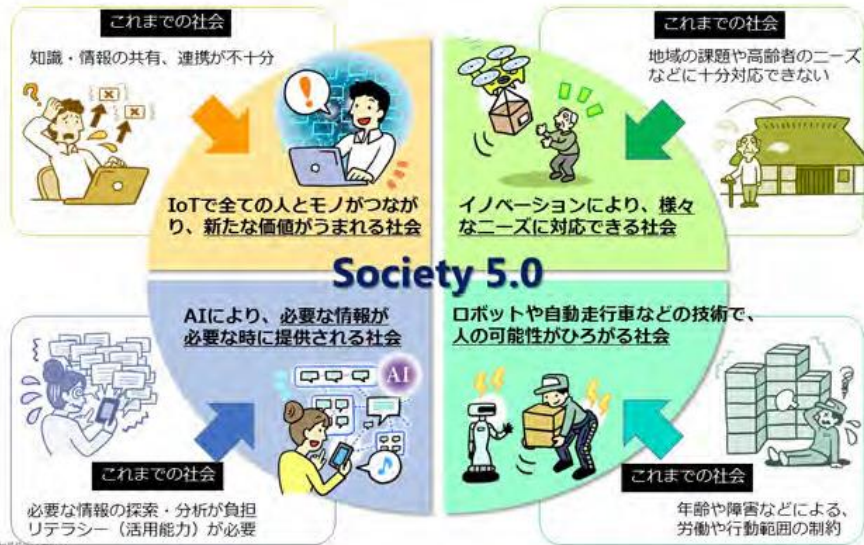 これまでの社会
知識・情報の共有、連携が不十分
これまでの社会
地域の課題や高齢者のニーズ
などに十分対応できない
IoTで全ての人とモノがつなが
り、新たな価値がうまれる社会
イノベーションにより、様々
なニーズに対応できる社会
Society 5.0
AIにより、必要な情報が
必要な時に提供される社会
ロボットや自動走行車などの技術で、
人の可能性がひろがる社会
AI
これまでの社会
必要な情報の探索・分析が負担
リテラシー（活用能力）が必要
これまでの社会
年齢や障害などによる、
労働や行動範囲の制約